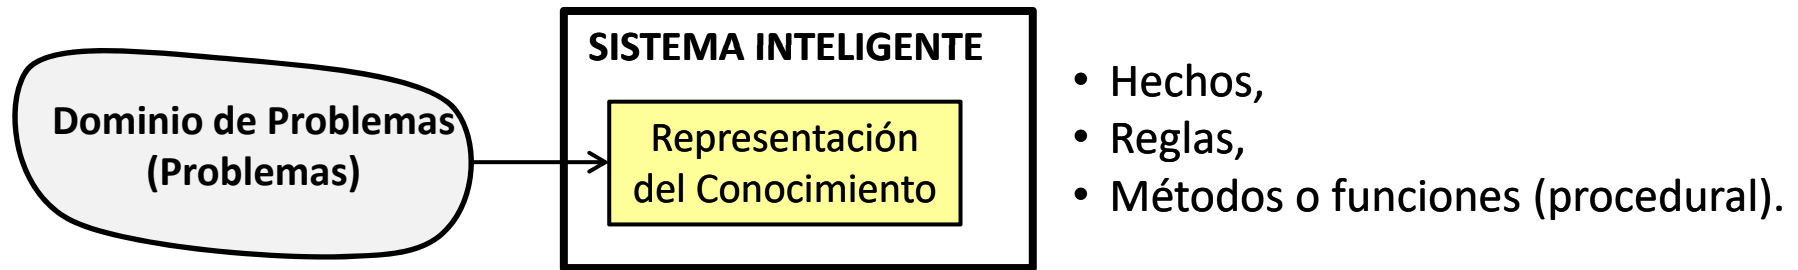 Dominio de Problemas
(Problemas)
SISTEMA INTELIGENTE
Representación
del Conocimiento
• Hechos,
• Reglas,
• Métodos o funciones (procedural).